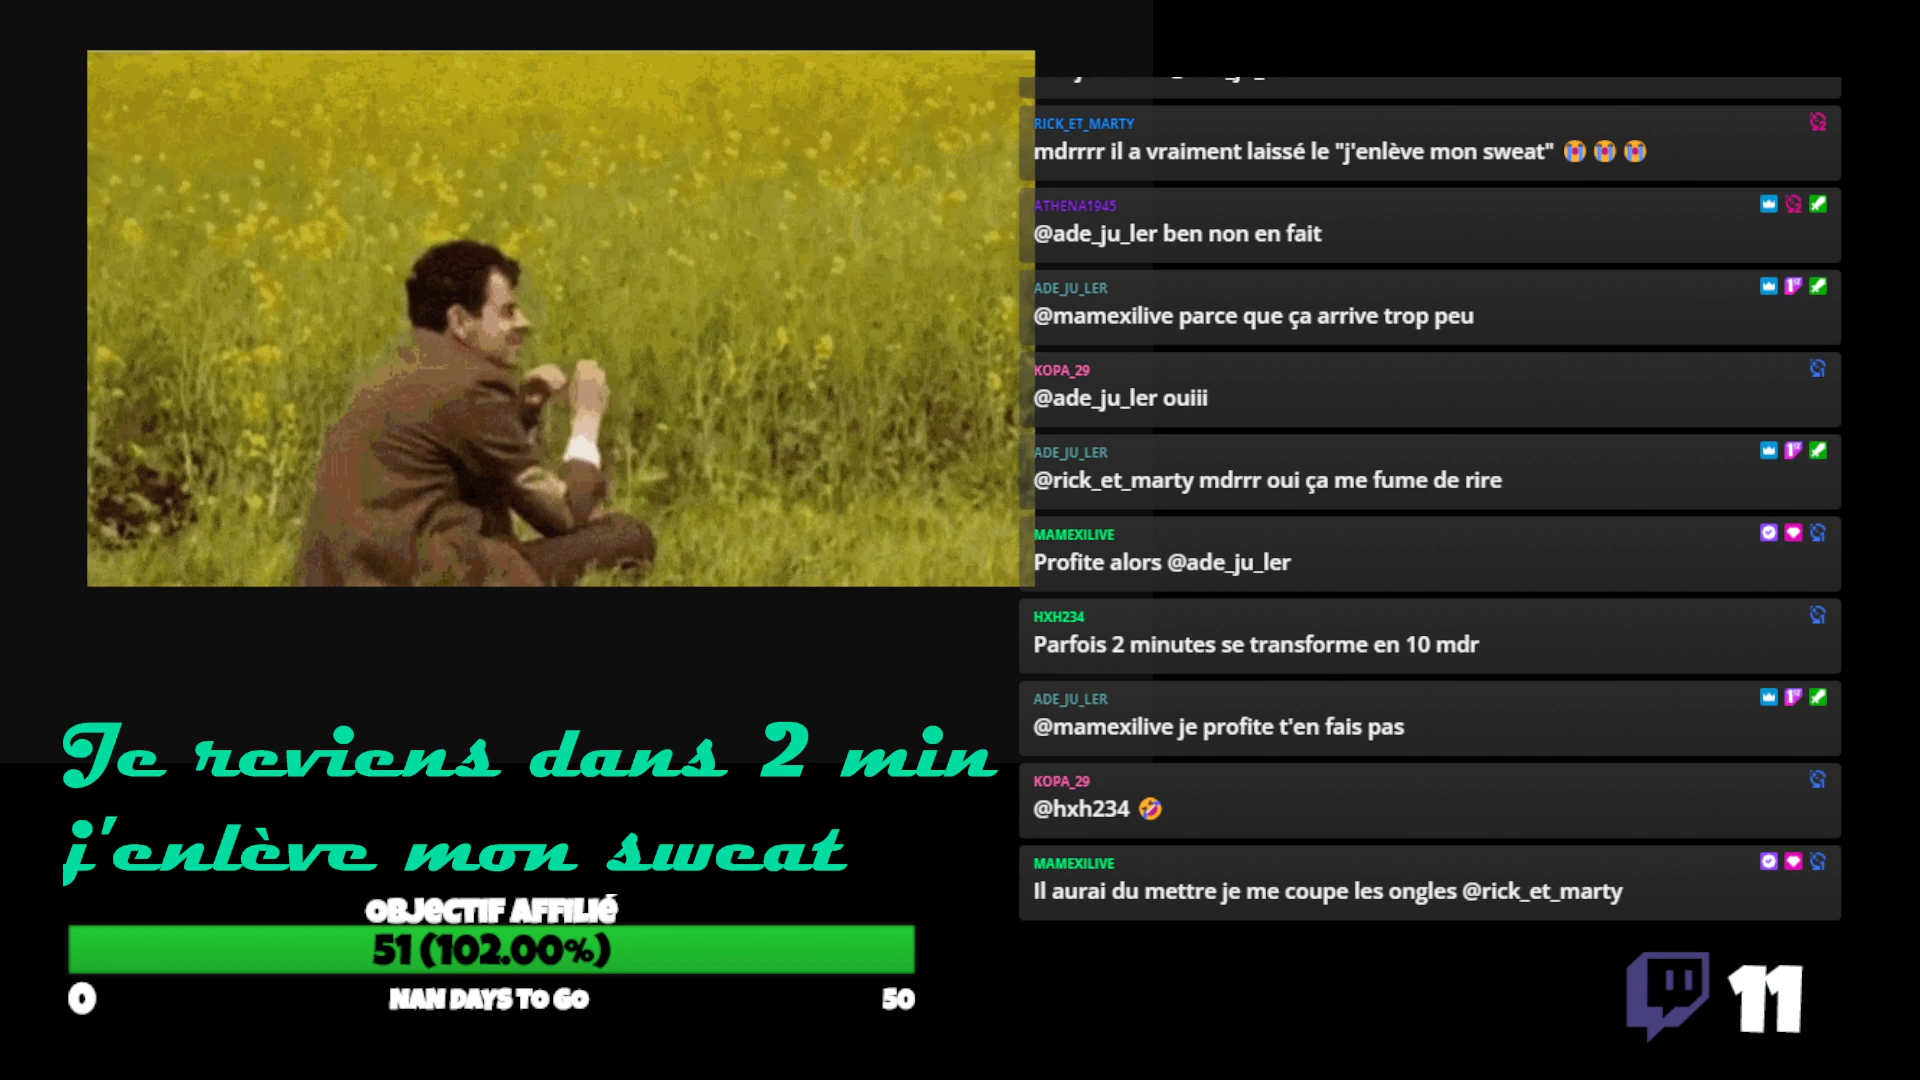 RICK_ET_MARTY
mdrrrr il a vraiment laissé le "j'enlève mon sweat" 😭 😭 😭
ATHENA1945
@ade_ju_ler ben non en fait
ADE_JU_LER
@mamexilive parce que ça arrive trop peu
KOPA_29
@ade_ju_ler ouiii
ADE_JU_LER
@rick_et_marty mdrrr oui ça me fume de rire
MAMEXILIVE
Profite alors @ade_ju_ler
HXH234
Parfois 2 minutes se transforme en 10 mdr
ADE_JU_LER
@mamexilive je profite t'en fais pas
KOPA_29
@hxh234 🤣
MAMEXILIVE
Il aurai du mettre je me coupe les ongles @rick_et_marty
Je reviens dans 2 min
j'enlève mon sweat
OBJECTIF AFFILIÉ
51 (102.00%)
0
NAN DAYS TO GO
50
11